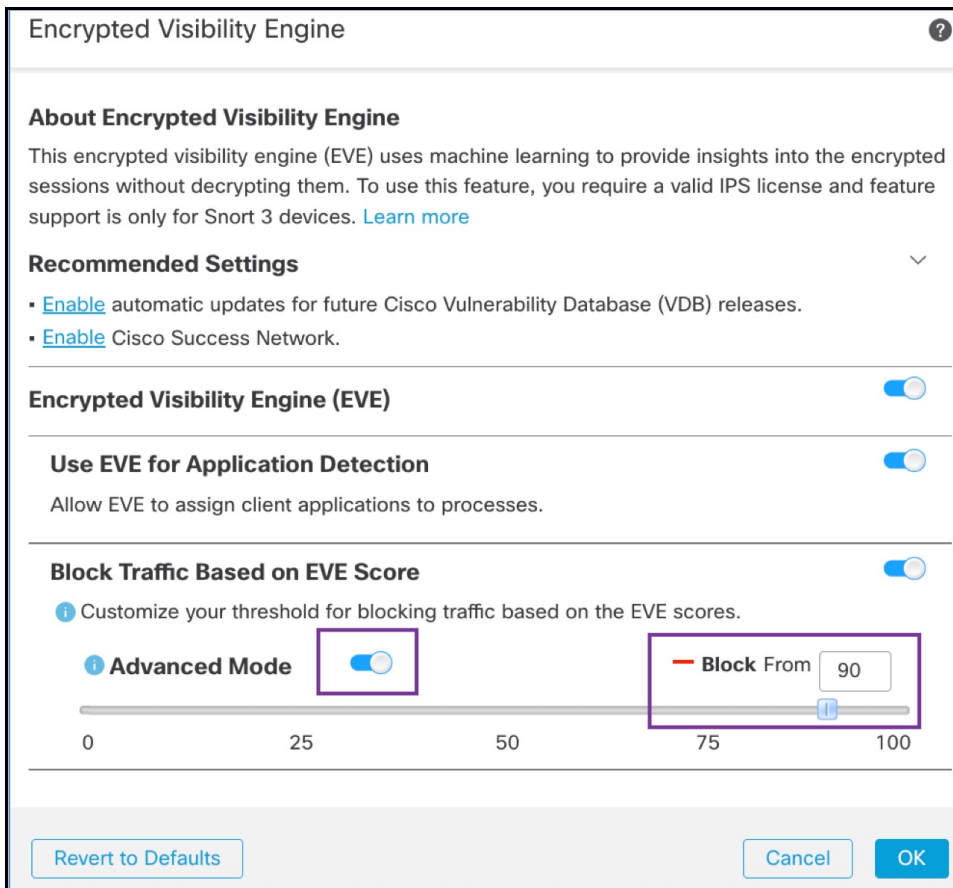 Encrypted Visibility Engine
?
About Encrypted Visibility Engine
This encrypted visibility engine (EVE) uses machine learning to provide insights into the encrypted
sessions without decrypting them. To use this feature, you require a valid IPS license and feature
support is only for Snort 3 devices. Learn more
Recommended Settings
▪ Enable automatic updates for future Cisco Vulnerability Database (VDB) releases.
▪ Enable Cisco Success Network.
Encrypted Visibility Engine (EVE)
Use EVE for Application Detection
Allow EVE to assign client applications to processes.
Block Traffic Based on EVE Score
i Customize your threshold for blocking traffic based on the EVE scores.
i Advanced Mode Block From 90
0 25 50 75 100
Revert to Defaults Cancel OK